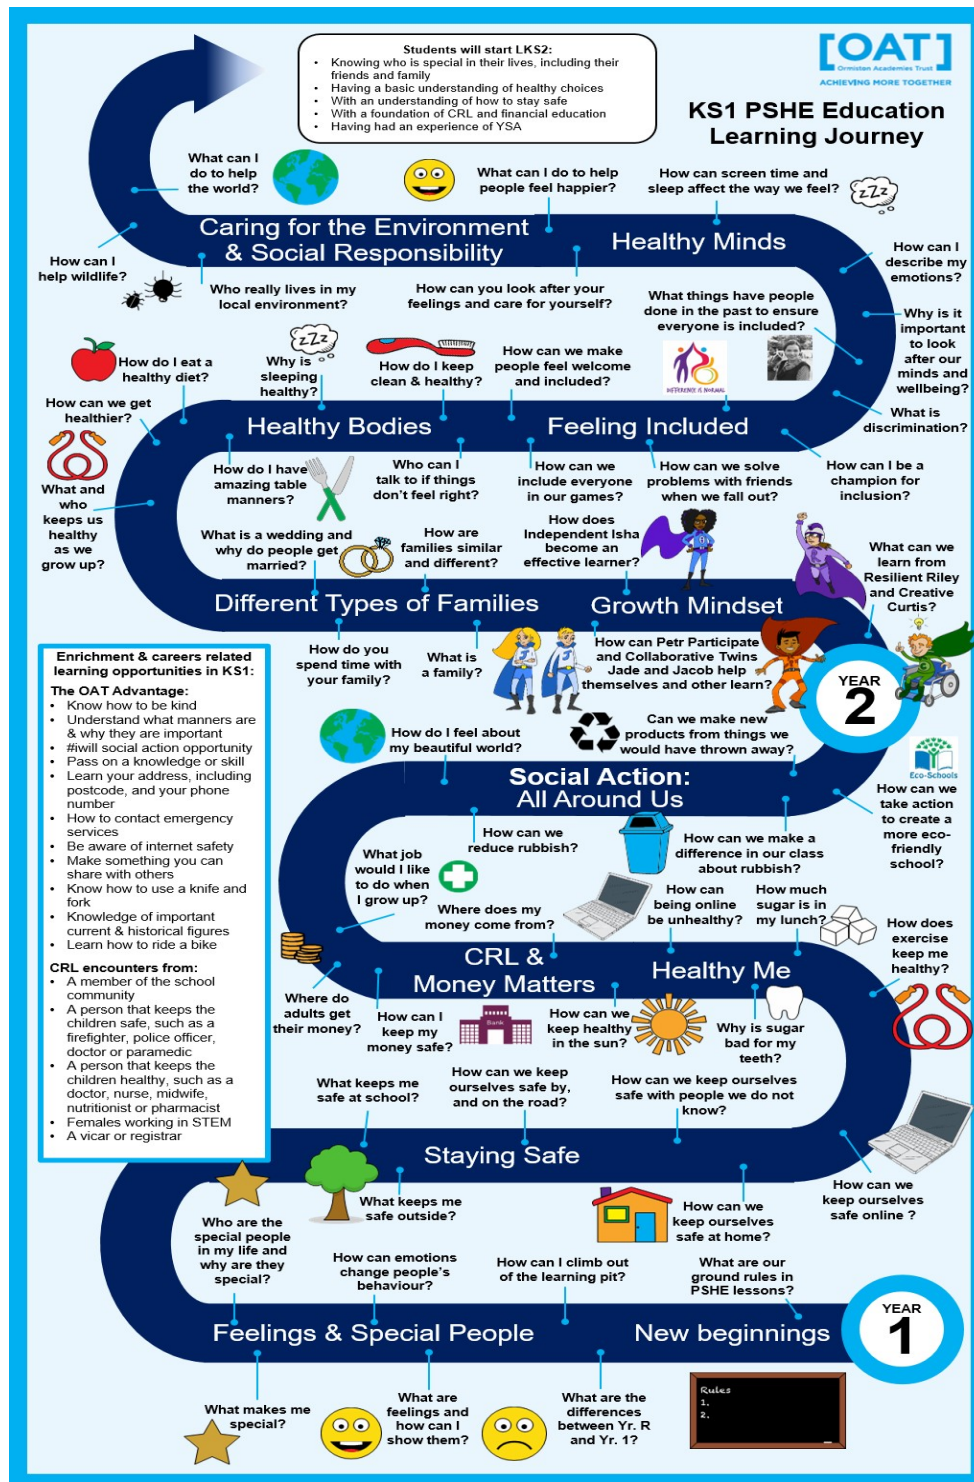 Students will start LKS2:
• Knowing who is special in their lives, including their
friends and family
• Having a basic understanding of healthy choices
• With an understanding of how to stay safe
• With a foundation of CRL and financial education
• Having had an experience of YSA
[OAT]
Ormiston Academies Trust
ACHIEVING MORE TOGETHER
KS1 PSHE Education
Learning Journey
What can I
do to help
the world?
What can I do to help
people feel happier?
How can screen time and
sleep affect the way we feel?
zZz
Caring for the Environment
& Social Responsibility
Healthy Minds
How can I
help wildlife?
Who really lives in my
local environment?
How can you look after your
feelings and care for yourself?
What things have people
done in the past to ensure
everyone is included?
How can I
describe my
emotions?
Why is it
important
to look
after our
minds and
wellbeing?
What is
discrimination?
DIFFERENCE IS NORMAL
How do I eat a
healthy diet?
zZz
Why is
sleeping
healthy?
How do I keep
clean & healthy?
How can we make
people feel welcome
and included?
How can we get
healthier?
Healthy Bodies
Feeling Included
What and
who
keeps us
healthy
as we
grow up?
How do I have
amazing table
manners?
Who can I
talk to if things
don't feel right?
How can we
include everyone
in our games?
How can we solve
problems with friends
when we fall out?
How can I be a
champion for
inclusion?
What is a wedding and
why do people get
married?
How are
families similar
and different?
How does
Independent Isha
become an
effective learner?
What can we
learn from
Resilient Riley
and Creative
Curtis?
Different Types of Families
Growth Mindset
How do you
spend time with
your family?
What is
a family?
How can Petr Participate
and Collaborative Twins
Jade and Jacob help
themselves and other learn?
YEAR
2
Enrichment & careers related
learning opportunities in KS1:
The OAT Advantage:
• Know how to be kind
• Understand what manners are
& why they are important
• #iwill social action opportunity
• Pass on a knowledge or skill
• Learn your address, including
postcode, and your phone
number
• How to contact emergency
services
• Be aware of internet safety
• Make something you can
share with others
• Know how to use a knife and
fork
• Knowledge of important
current & historical figures
• Learn how to ride a bike
CRL encounters from:
• A member of the school
community
• A person that keeps the
children safe, such as a
firefighter, police officer,
doctor or paramedic
• A person that keeps the
children healthy, such as a
doctor, nurse, midwife,
nutritionist or pharmacist
• Females working in STEM
• A vicar or registrar
How do I feel about
my beautiful world?
Can we make new
products from things we
would have thrown away?
Eco-Schools
Social Action:
All Around Us
How can we
take action
to create a
more eco-
friendly
school?
How can we
reduce rubbish?
How can we make a
difference in our class
about rubbish?
What job
would I like
to do when
I grow up?
Where does my
money come from?
How can
being online
be unhealthy?
How much
sugar is in
my lunch?
How does
exercise
keep me
healthy?
CRL &
Money Matters
Healthy Me
Where do
adults get
their money?
How can I
keep my
money safe?
Bank
How can we
keep healthy
in the sun?
Why is sugar
bad for my
teeth?
What keeps me
safe at school?
How can we keep
ourselves safe by,
and on the road?
How can we keep ourselves
safe with people we do not
know?
Staying Safe
What keeps me
safe outside?
How can we
keep ourselves
safe at home?
How can we
keep ourselves
safe online ?
Who are the
special people
in my life and
why are they
special?
How can emotions
change people's
behaviour?
How can I climb out
of the learning pit?
What are our
ground rules in
PSHE lessons?
Feelings & Special People
New beginnings
YEAR
1
What makes me
special?
What are
feelings and
how can I
show them?
What are the
differences
between Yr. R
and Yr. 1?
Rules
1.
2.